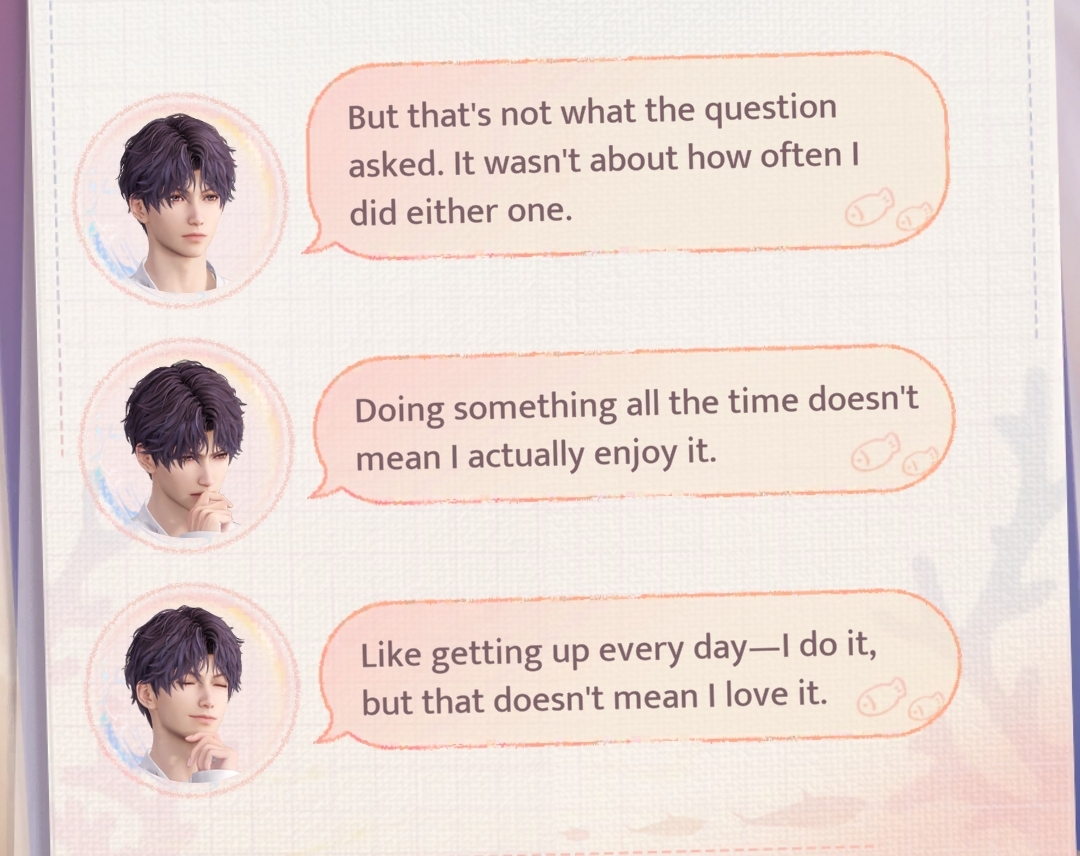 But that's not what the question
asked. It wasn't about how often I
did either one.
Doing something all the time doesn't
mean I actually enjoy it.
Like getting up every day—I do it,
but that doesn't mean I love it.